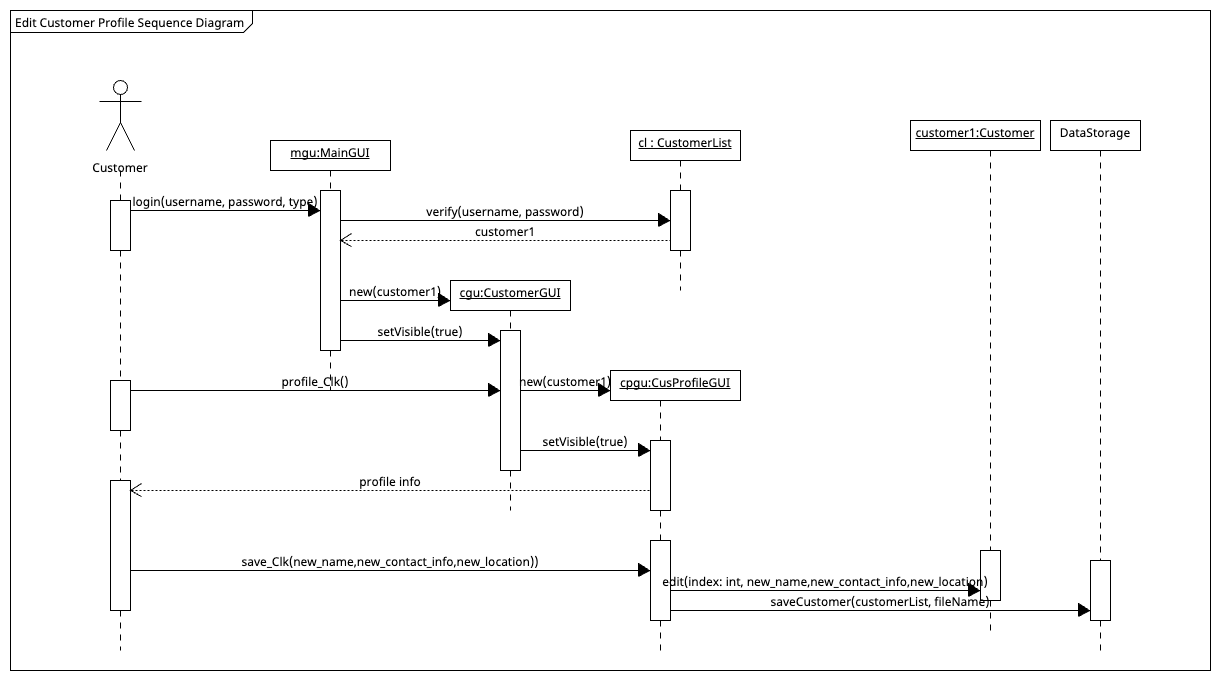 Edit Customer Profile Sequence Diagram
Customer
mgu:MainGUI
cl : CustomerList
customer1:Customer
DataStorage
login(username, password, type)
verify(username, password)
customer1
new(customer1)
cgu:CustomerGUI
setVisible(true)
profile_Clk()
new(customer1)
cpgu:CusProfileGUI
setVisible(true)
profile info
save_Clk(new_name,new_contact_info,new_location))
edit(index: int, new_name,new_contact_info,new_location)
saveCustomer(customerList, fileName)